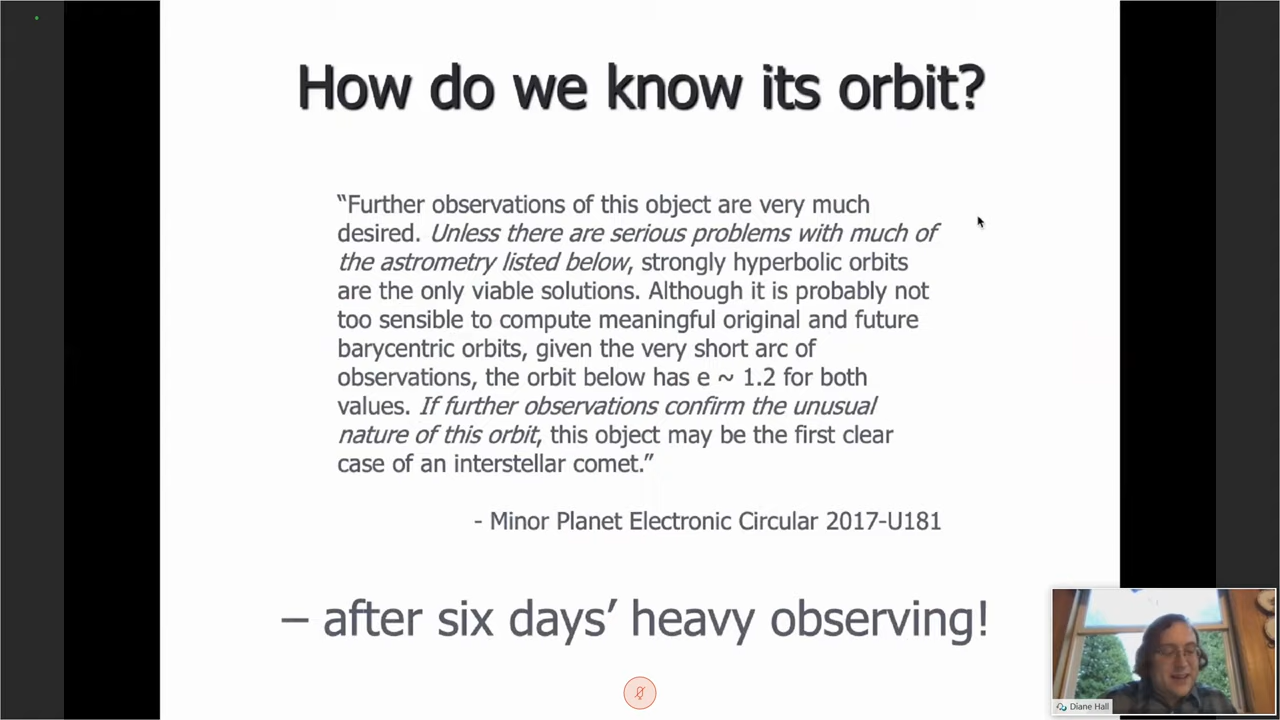 How do we know its orbit?
“Further observations of this object are very much
desired. Unless there are serious problems with much of
the astrometry listed below, strongly hyperbolic orbits
are the only viable solutions. Although it is probably not
too sensible to compute meaningful original and future
barycentric orbits, given the very short arc of
observations, the orbit below has e ~ 1.2 for both
values. If further observations confirm the unusual
nature of this orbit, this object may be the first clear
case of an interstellar comet.”
- Minor Planet Electronic Circular 2017-U181
– after six days’ heavy observing!
Diane Hall